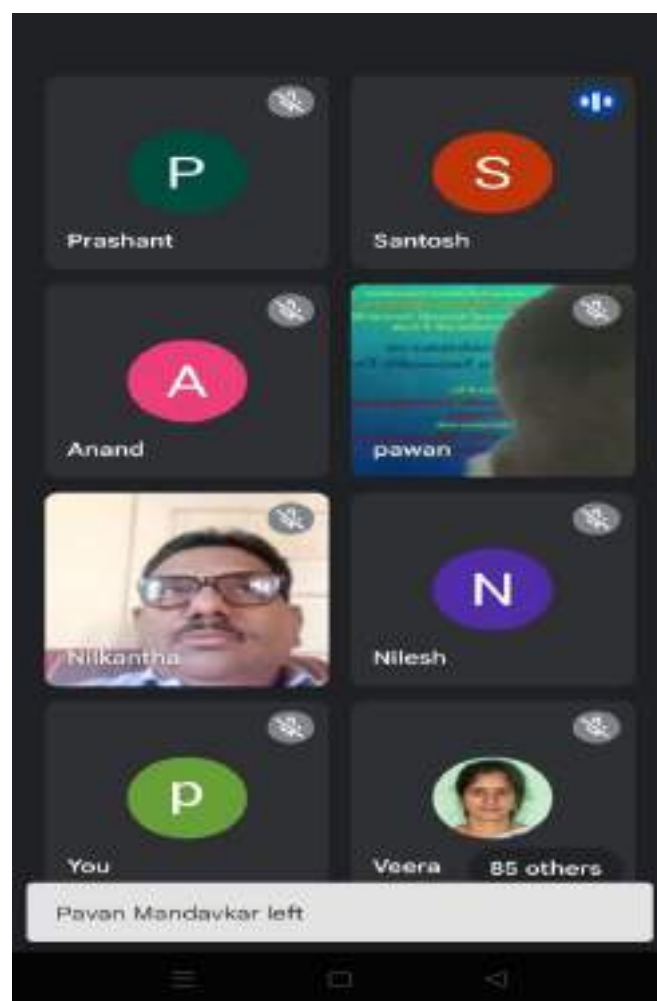 P
Prashant
S
Santosh
A
Anand
pawan
Nilkantha
N
Nilesh
p
You
Veera
85 others
Pavan Mandavkar left